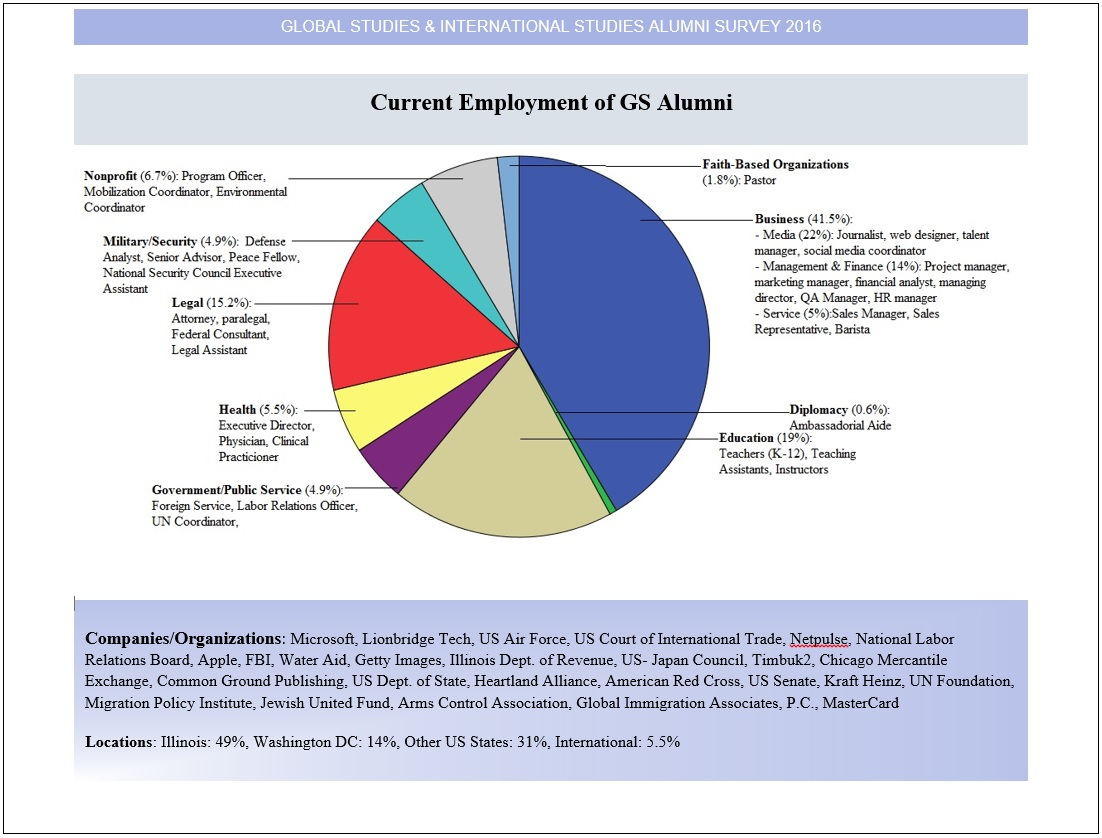 GLOBAL STUDIES & INTERNATIONAL STUDIES ALUMNI SURVEY 2016
Current Employment of GS Alumni
Nonprofit (6.7%): Program Officer,
Mobilization Coordinator, Environmental
Coordinator
Military/Security (4.9%): Defense
Analyst, Senior Advisor, Peace Fellow,
National Security Council Executive
Assistant
Legal (15.2%):
Attorney, paralegal,
Federal Consultant,
Legal Assistant
Health (5.5%):
Executive Director,
Physician, Clinical
Practicioner
Government/Public Service (4.9%):
Foreign Service, Labor Relations Officer,
UN Coordinator,
Faith-Based Organizations
(1.8%): Pastor
Business (41.5%):
- Media (22%): Journalist, web designer, talent
manager, social media coordinator
- Management & Finance (14%): Project manager,
marketing manager, financial analyst, managing
director, QA Manager, HR manager
- Service (5%):Sales Manager, Sales
Representative, Barista
Diplomacy (0.6%):
Ambassadorial Aide
Education (19%):
Teachers (K-12), Teaching
Assistants, Instructors
Companies/Organizations: Microsoft, Lionbridge Tech, US Air Force, US Court of International Trade, Netpulse, National Labor
Relations Board, Apple, FBI, Water Aid, Getty Images, Illinois Dept. of Revenue, US- Japan Council, Timbuk2, Chicago Mercantile
Exchange, Common Ground Publishing, US Dept. of State, Heartland Alliance, American Red Cross, US Senate, Kraft Heinz, UN Foundation,
Migration Policy Institute, Jewish United Fund, Arms Control Association, Global Immigration Associates, P.C., MasterCard
Locations: Illinois: 49%, Washington DC: 14%, Other US States: 31%, International: 5.5%